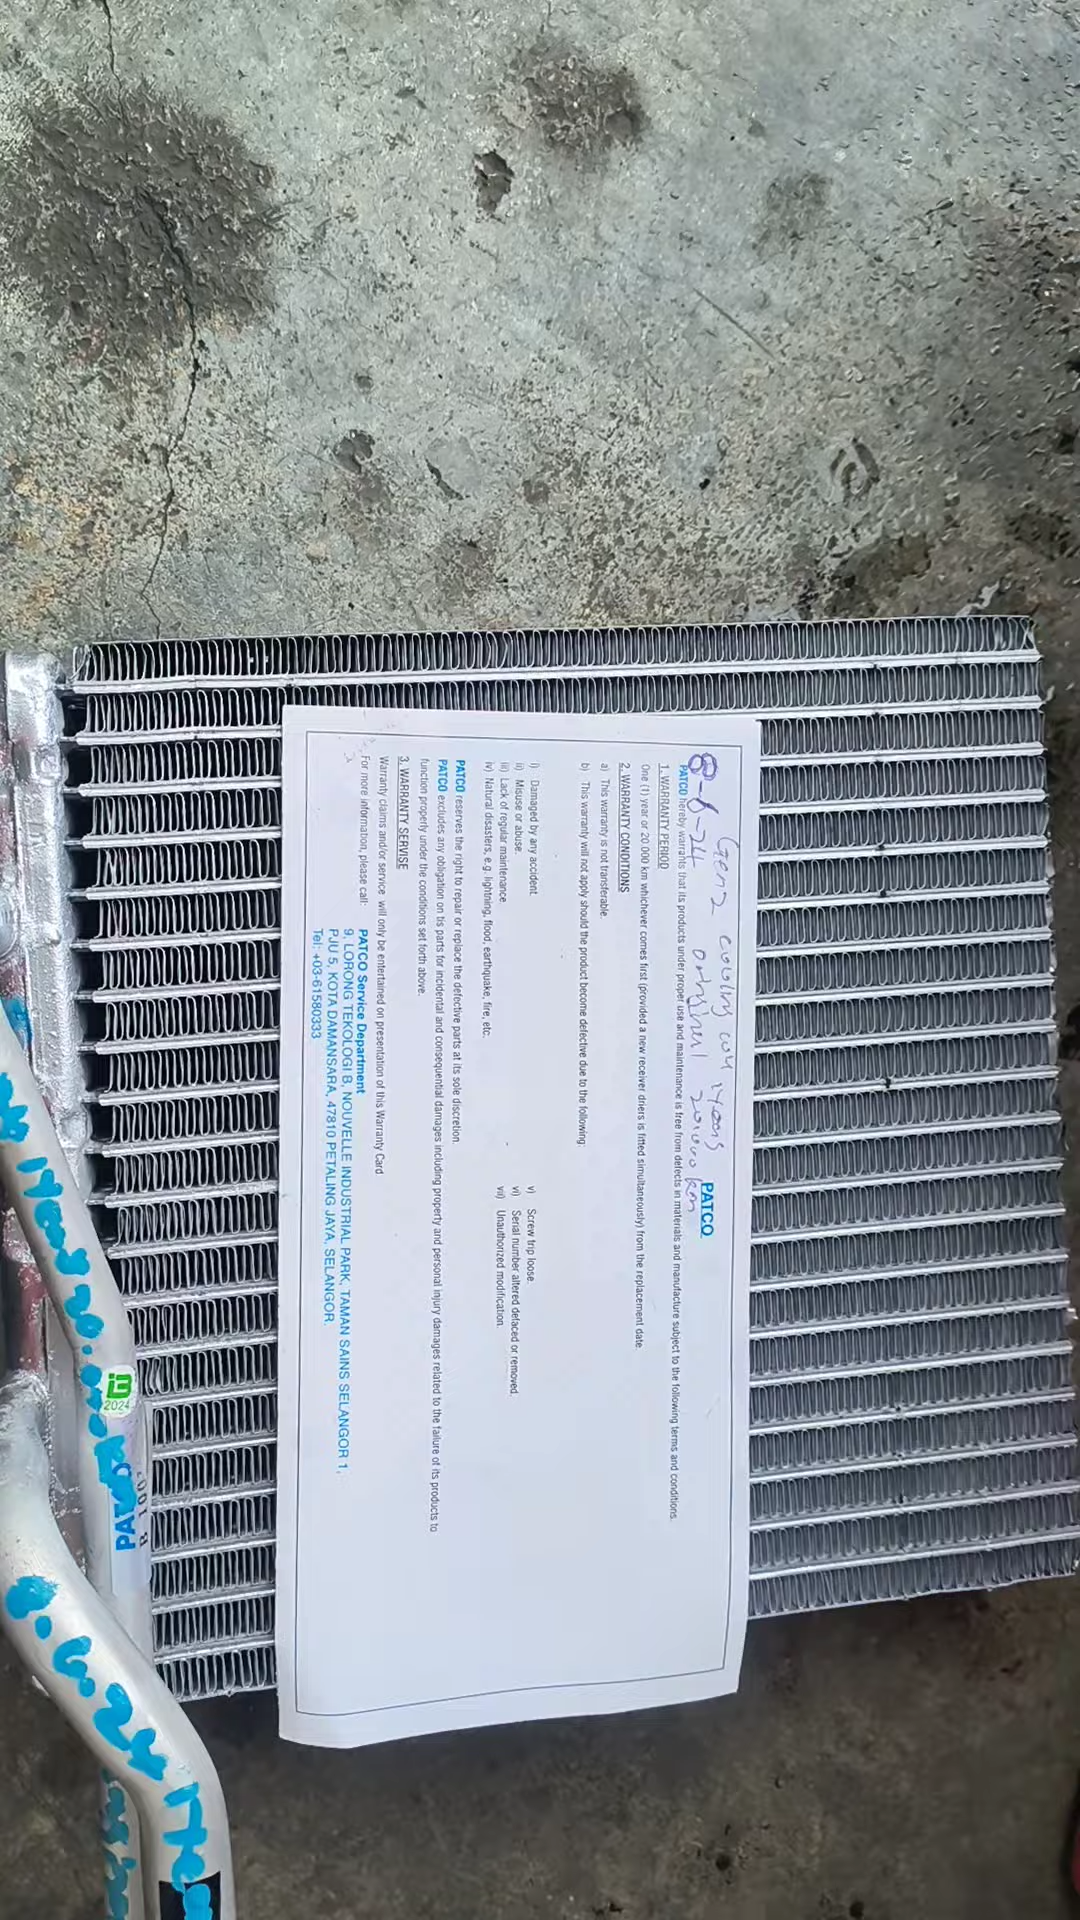 Gen 2 cooling coil 1 years
8-6-24 original 20.000 km
PATCO
PATCO hereby warrants that its products under proper use and maintenance is free from defects in materials and manufacture subject to the following terms and conditions.
1. WARRANTY PERIOD
One (1) year or 20 000 km whichever comes first (provided a new receiver driers is fitted simultaneously) from the replacement date.
2. WARRANTY CONDITIONS
a) This warranty is not transferable.
b) This warranty will not apply should the product become defective due to the following:
i) Damaged by any accident
ii) Misuse or abuse.
iii) Lack of regular maintenance
iv) Natural disasters, e.g. lightning, flood, earthquake, fire, etc.
v) Screw trip loose.
vi) Serial number altered defaced or removed.
vii) Unauthorized modification.
PATCO reserves the right to repair or replace the defective parts at its sole discretion.
PATCO excludes any obligation on tis parts for incidental and consequential damages including property and personal injury damages related to the failure of its products to
function properly under the conditions set forth above.
3. WARRANTY SERVISE
Warranty claims and/or service will only be entertained on presentation of this Warranty Card
For more information, please call:
PATCO Service Department
9, LORONG TEKOLOGI B, NOUVELLE INDUSTRIAL PARK, TAMAN SAINS SELANGOR 1,
PJU 5, KOTA DAMANSARA, 47810 PETALING JAYA, SELANGOR.
Tel: +03-61580333
2024
PATCO
8.6.24